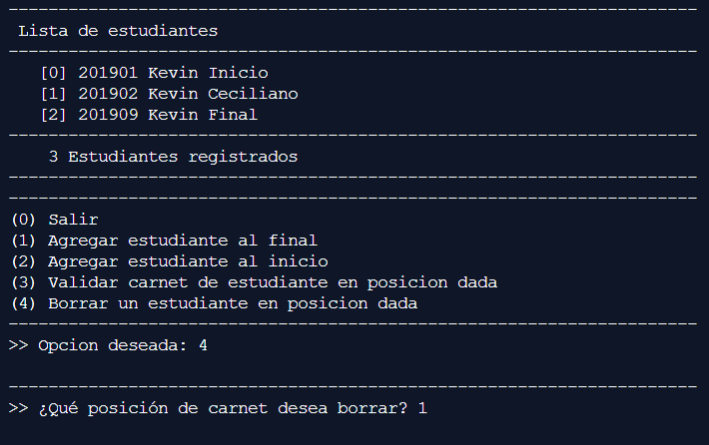 Lista de estudiantes
[0] 201901 Kevin Inicio
[1] 201902 Kevin Ceciliano
[2] 201909 Kevin Final
3 Estudiantes registrados
(0) Salir
(1) Agregar estudiante al final
(2) Agregar estudiante al inicio
(3) Validar carnet de estudiante en posicion dada
(4) Borrar un estudiante en posicion dada
>> Opcion deseada: 4
>> ¿Qué posición de carnet desea borrar? 1